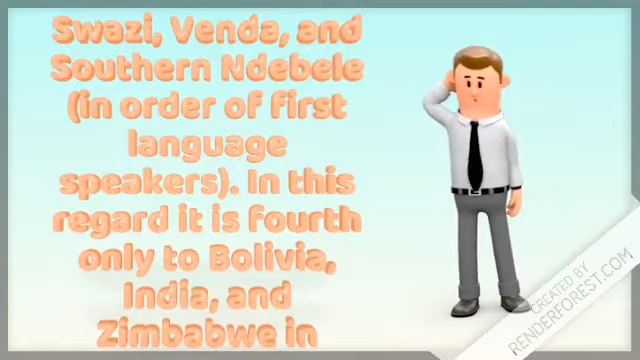 Swazi, Venda, and
Southern Ndebele
(in order of first
language
speakers). In this
regard it is fourth
only to Bolivia,
India, and
Zimbabwe in
CREATED BY
RENDERFOREST.COM